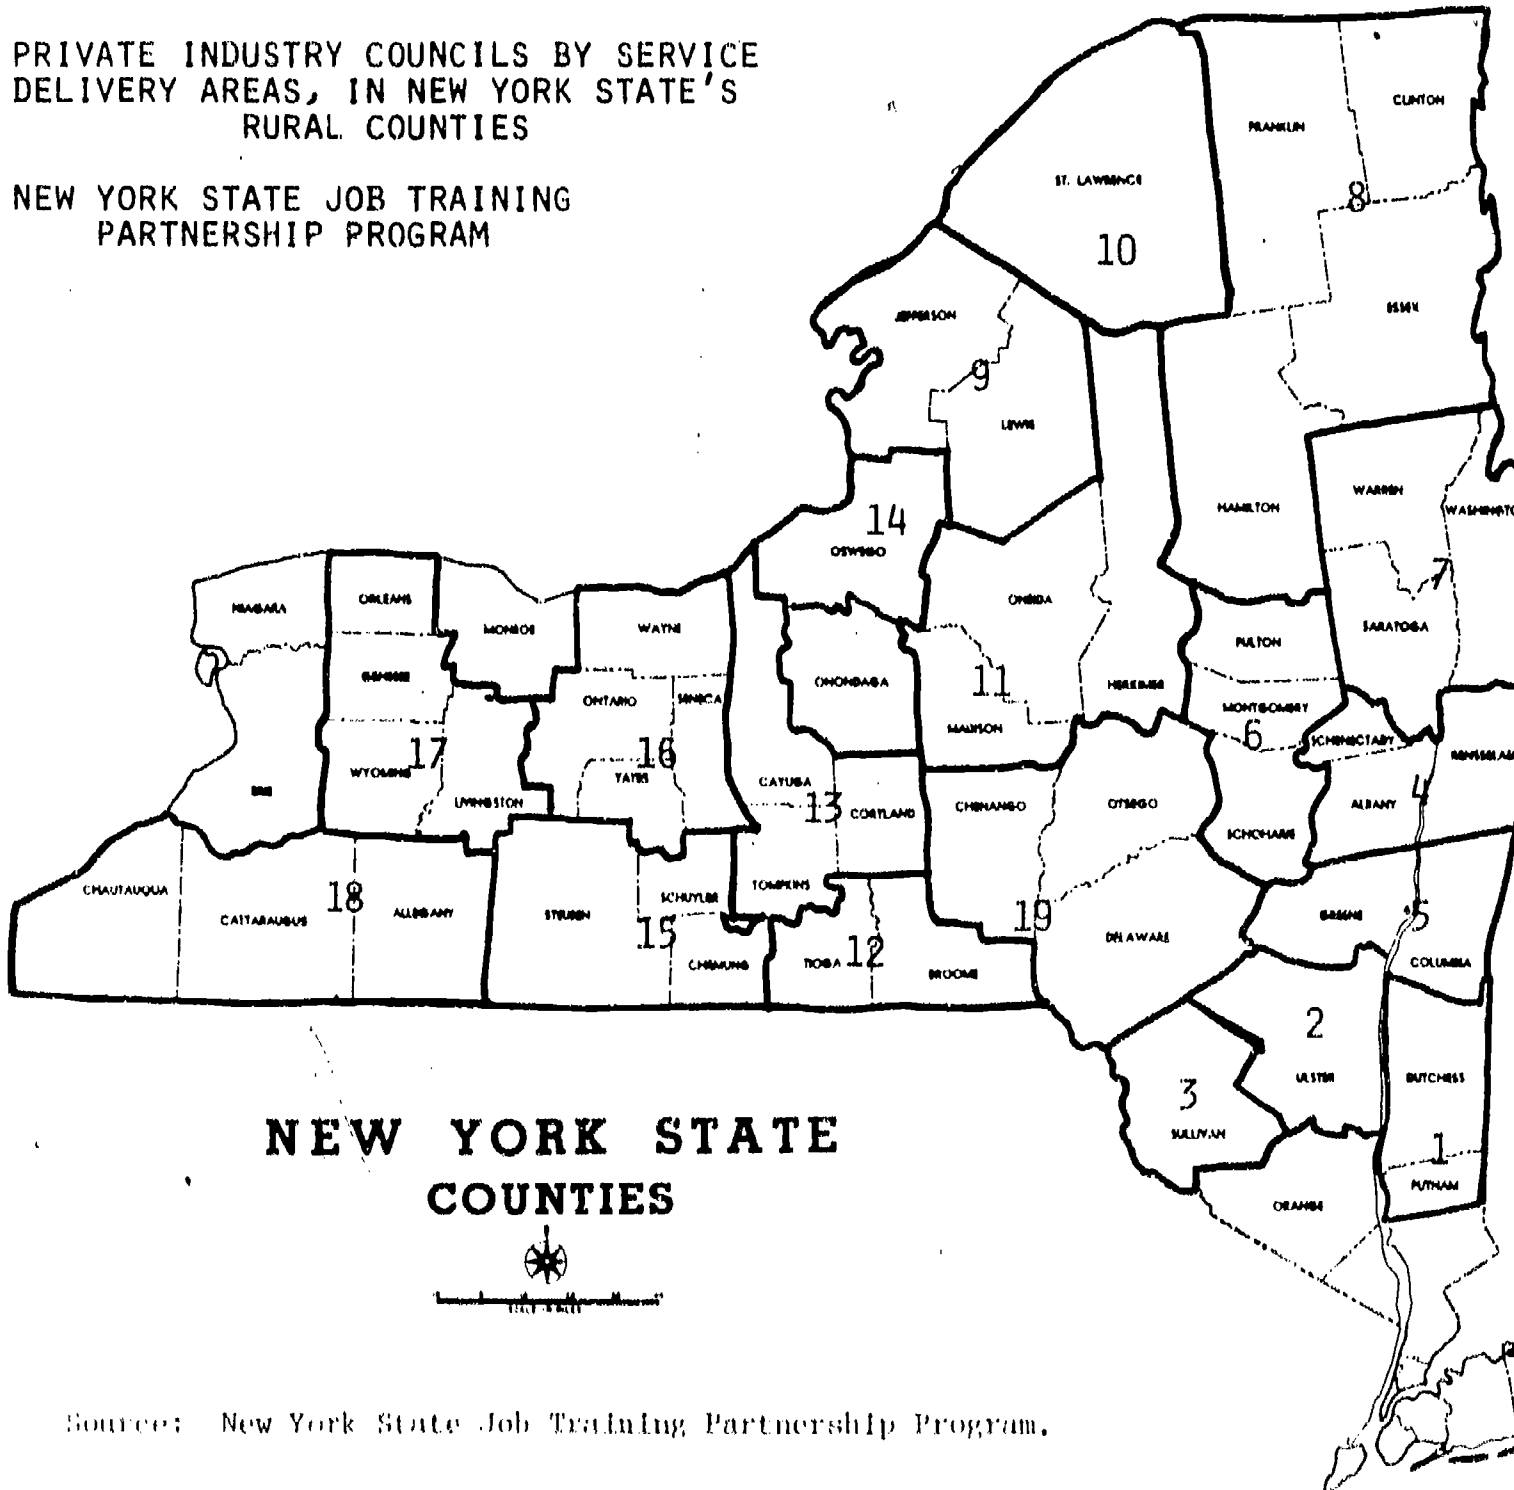 PRIVATE INDUSTRY COUNCILS BY SERVICE
DELIVERY AREAS, IN NEW YORK STATE'S
RURAL COUNTIES
NEW YORK STATE JOB TRAINING
PARTNERSHIP PROGRAM
CLINTON
FRANKLIN
ST. LAWRENCE
8
10
ESSEX
JEFFERSON
9
LEWIS
WARREN
HAMILTON
WASHINGTO
14
OSWEGO
7
ONEIDA
ORLEANS
NIAGARA
MONROE
WAYNE
SARATOGA
FULTON
GENESEE
ONONDAGA
11
HERKIMER
ONTARIO
SENECA
MONTGOMERY
MADISON
6
SCHENECTADY
17
16
RENSSELAE
WYOMING
YATES
CAYUGA
ERIE
LIVINGSTON
13
CORTLAND
CHENANGO
OTSEGO
4
ALBANY
SCHOHARIE
CHAUTAUQUA
18
CATTARAUGUS
ALLEGANY
STEUBEN
SCHUYLER
TOMPKINS
15
19
GREENE
5
DELAWARE
CHEMUNG
TIOGA
12
BROOME
COLUMBIA
2
ULSTER
DUTCHESS
3
SULLIVAN
1
PUTNAM
ORANGE
NEW YORK STATE
COUNTIES
Source: New York State Job Training Partnership Program.